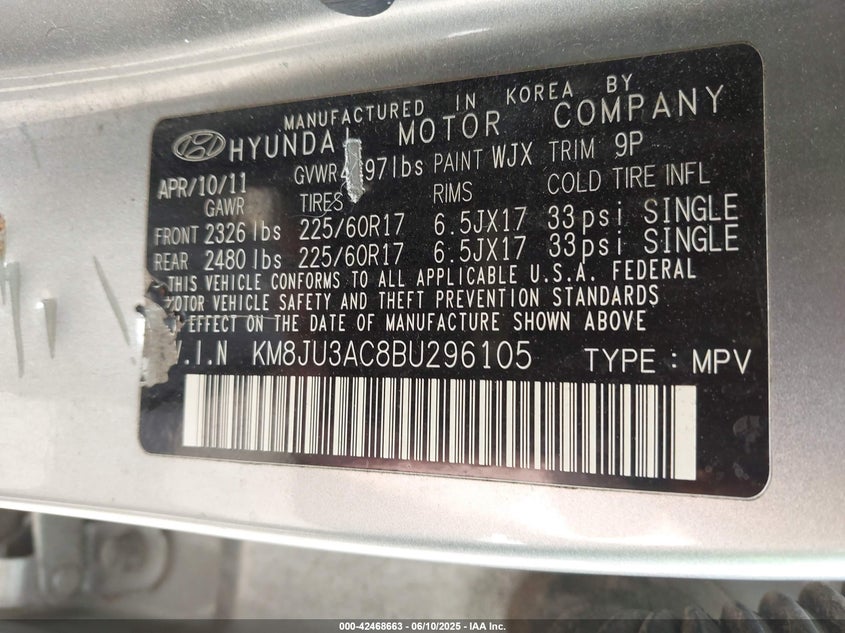 MANUFACTURED IN KOREA BY
HYUNDAI MOTOR COMPANY
APR/10/11 PAINT WJX TRIM 9P
GAWR TIRES RIMS COLD TIRE INFL
FRONT 2326 lbs 225/60R17 6.5JX17 33psi SINGLE
REAR 2480 lbs 225/60R17 6.5JX17 33psi SINGLE
THIS VEHICLE CONFORMS TO ALL APPLICABLE U.S.A. FEDERAL
MOTOR VEHICLE SAFETY AND THEFT PREVENTION STANDARDS
EFFECT ON THE DATE OF MANUFACTURE SHOWN ABOVE
V.I.N KM8JU3AC8BU296105 TYPE : MPV
000-42468663 — 06/10/2025 — IAA Inc.